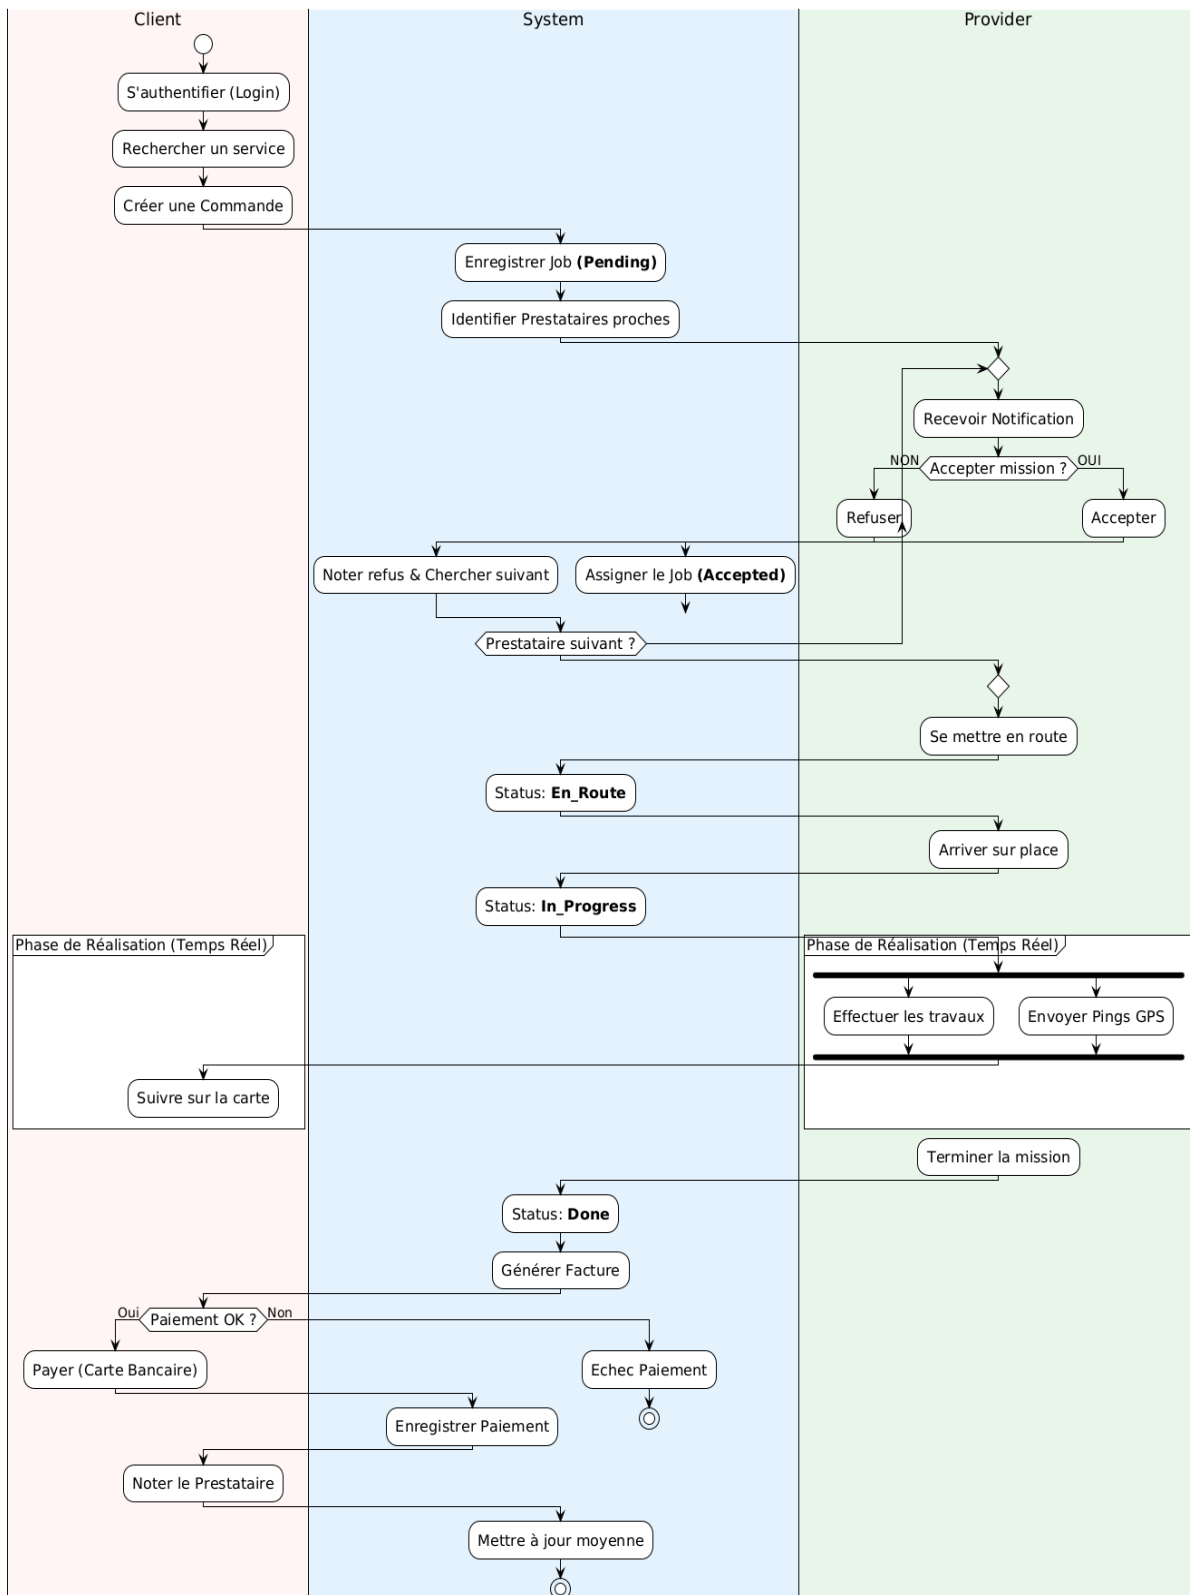 Client
System
Provider
S'authentifier (Login)
Rechercher un service
Créer une Commande
Enregistrer Job (Pending)
Identifier Prestataires proches
Recevoir Notification
NON
Accepter mission ?
OUI
Refuser
Accepter
Noter refus & Chercher suivant
Assigner le Job (Accepted)
Prestataire suivant ?
Se mettre en route
Status: En_Route
Arriver sur place
Status: In_Progress
Phase de Réalisation (Temps Réel)
Phase de Réalisation (Temps Réel)
Effectuer les travaux
Envoyer Pings GPS
Suivre sur la carte
Terminer la mission
Status: Done
Générer Facture
Oui
Paiement OK ?
Non
Payer (Carte Bancaire)
Echec Paiement
Enregistrer Paiement
Noter le Prestataire
Mettre à jour moyenne